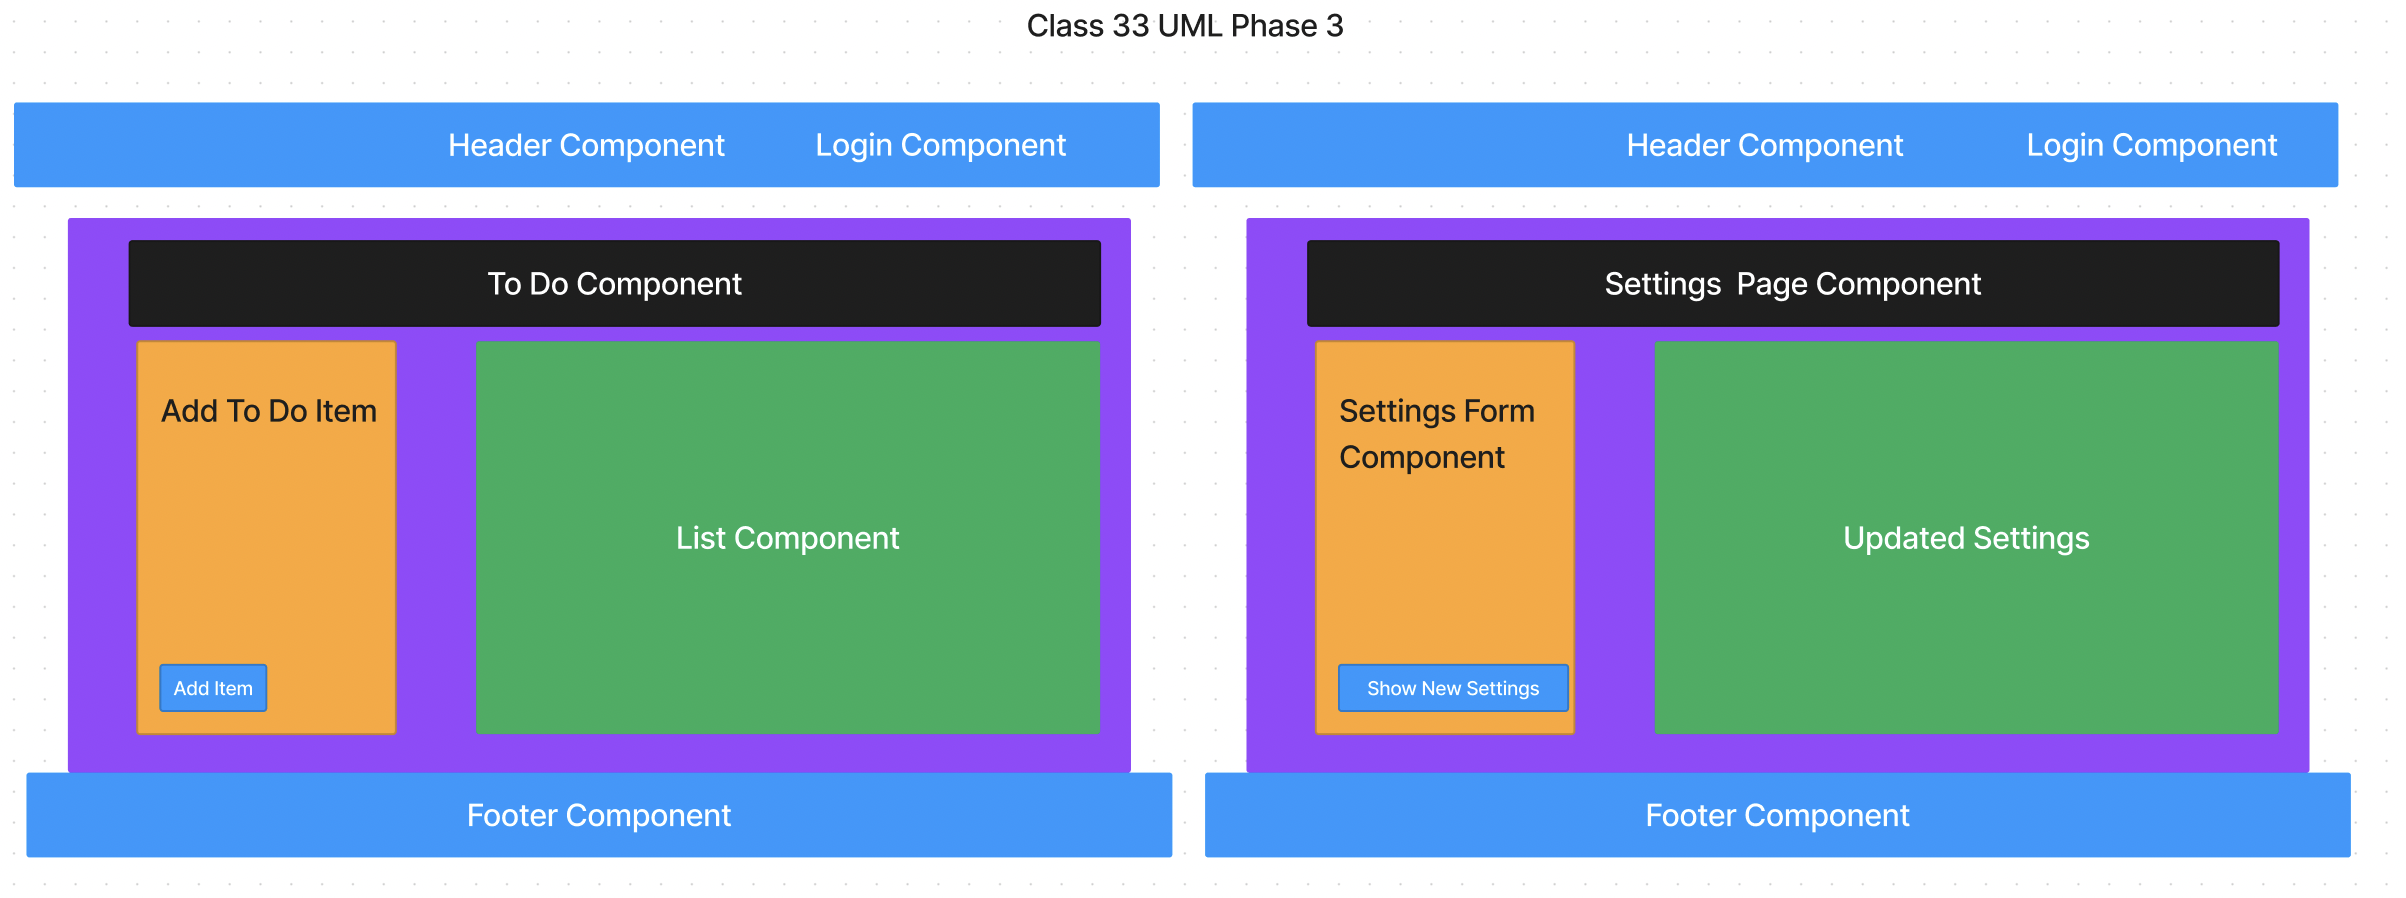 Class 33 UML Phase 3
Header Component
Login Component
To Do Component
Add To Do Item
List Component
Add Item
Footer Component
Header Component
Login Component
Settings  Page Component
Settings Form
Component
Updated Settings
Show New Settings
Footer Component